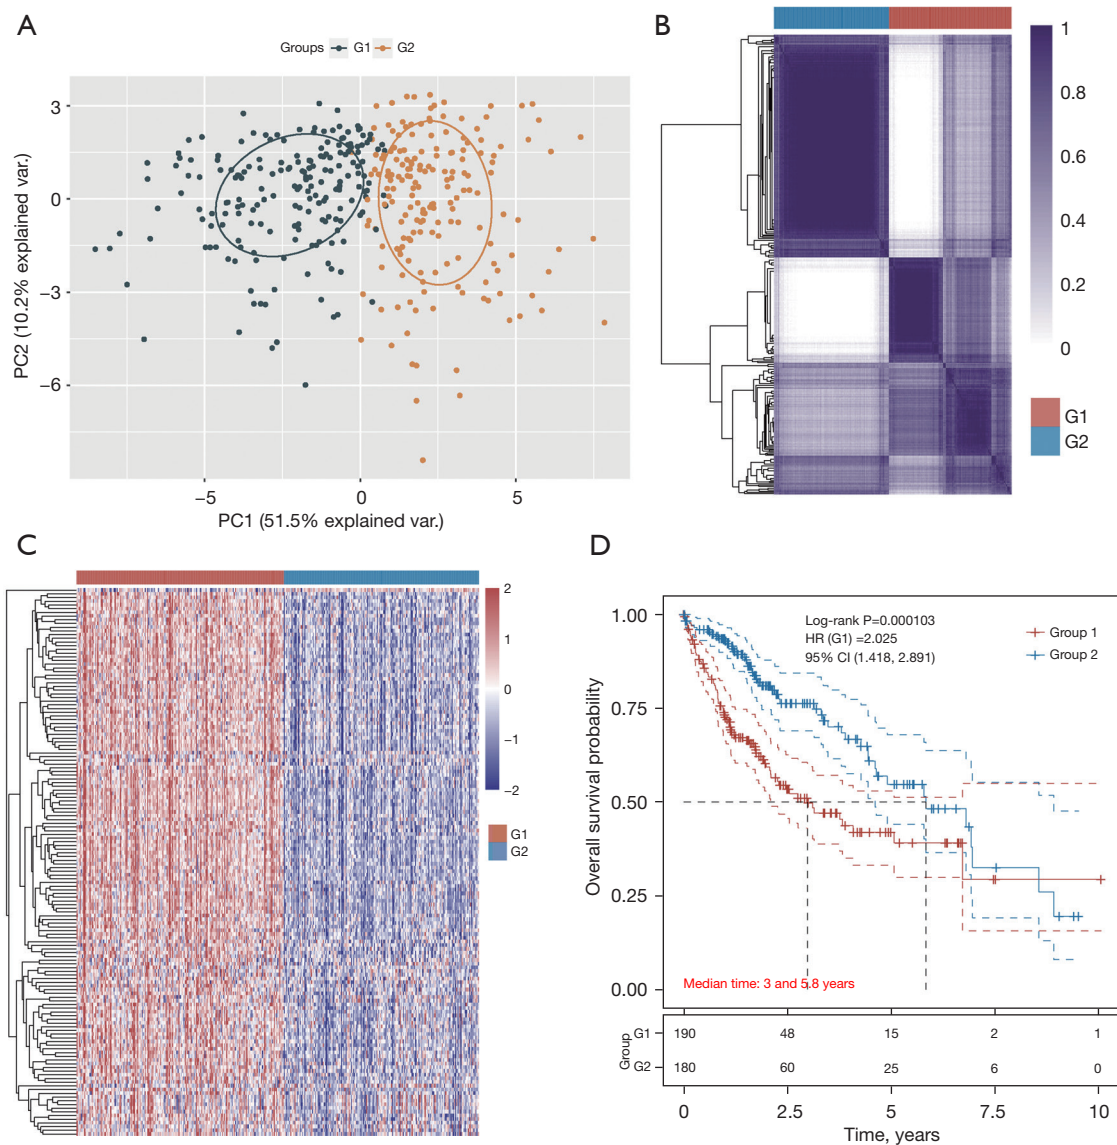 A
Groups G1 G2
3
0
−3
−6
PC2 (10.2% explained var.)
−5 0 5
PC1 (51.5% explained var.)
B
1
0.8
0.6
0.4
0.2
0
G1
G2
C
2
1
0
−1
−2
G1
G2
D
Log-rank P=0.000103
HR (G1) =2.025
95% CI (1.418, 2.891)
Group 1
Group 2
1.00
0.75
0.50
0.25
0.00
Overall survival probability
Median time: 3 and 5.8 years
Group
G1 190 48 15 2 1
G2 180 60 25 6 0
0 2.5 5 7.5 10
Time, years